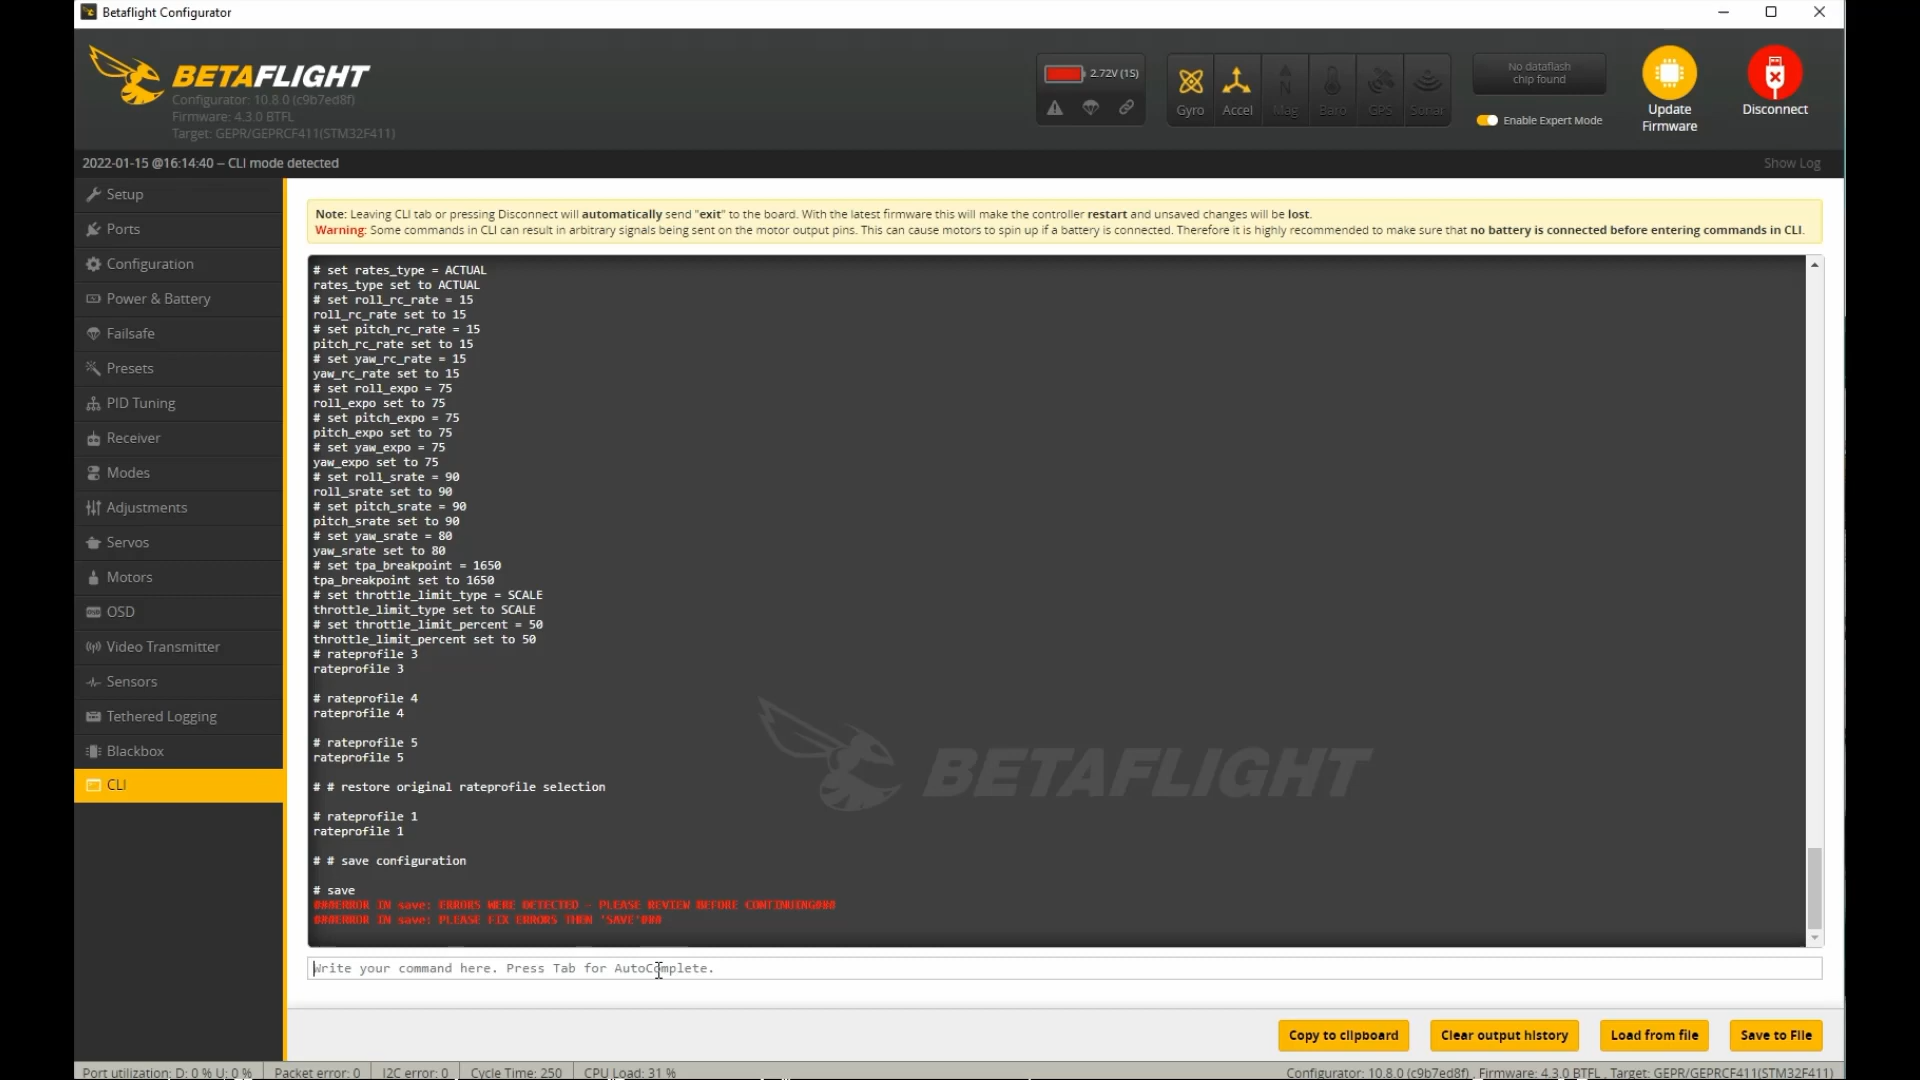 Betaflight Configurator
BETAFLIGHT
Configurator: 10.8.0 (c9b7ed8f)
Firmware: 4.3.0 BTFL
Target: GEPR/GEPRCF411(STM32F411)
2.72V (1S)
Gyro
Accel
Mag
Baro
GPS
Sonar
No dataflash
chip found
Enable Expert Mode
Update
Firmware
Disconnect
2022-01-15 @16:14:40 -- CLI mode detected
Show Log
Setup
Ports
Configuration
Power & Battery
Failsafe
Presets
PID Tuning
Receiver
Modes
Adjustments
Servos
Motors
OSD
Video Transmitter
Sensors
Tethered Logging
Blackbox
CLI
Note: Leaving CLI tab or pressing Disconnect will automatically send "exit" to the board. With the latest firmware this will make the controller restart and unsaved changes will be lost.
Warning: Some commands in CLI can result in arbitrary signals being sent on the motor output pins. This can cause motors to spin up if a battery is connected. Therefore it is highly recommended to make sure that no battery is connected before entering commands in CLI.
# set rates_type = ACTUAL
rates_type set to ACTUAL
# set roll_rc_rate = 15
roll_rc_rate set to 15
# set pitch_rc_rate = 15
pitch_rc_rate set to 15
# set yaw_rc_rate = 15
yaw_rc_rate set to 15
# set roll_expo = 75
roll_expo set to 75
# set pitch_expo = 75
pitch_expo set to 75
# set yaw_expo = 75
yaw_expo set to 75
# set roll_srate = 90
roll_srate set to 90
# set pitch_srate = 90
pitch_srate set to 90
# set yaw_srate = 80
yaw_srate set to 80
# set tpa_breakpoint = 1650
tpa_breakpoint set to 1650
# set throttle_limit_type = SCALE
throttle_limit_type set to SCALE
# set throttle_limit_percent = 50
throttle_limit_percent set to 50
# rateprofile 3
rateprofile 3
# rateprofile 4
rateprofile 4
# rateprofile 5
rateprofile 5
# # restore original rateprofile selection
# rateprofile 1
rateprofile 1
# # save configuration
# save
###ERROR IN save: ERRORS WERE DETECTED - PLEASE REVIEW BEFORE CONTINUING###
###ERROR IN save: PLEASE FIX ERRORS THEN 'SAVE'###
BETAFLIGHT
Write your command here. Press Tab for AutoComplete.
Copy to clipboard
Clear output history
Load from file
Save to File
Port utilization: D: 0 % U: 0 %
Packet error: 0
I2C error: 0
Cycle Time: 250
CPU Load: 31 %
Configurator: 10.8.0 (c9b7ed8f) , Firmware: 4.3.0 BTFL , Target: GEPR/GEPRCF411(STM32F411)